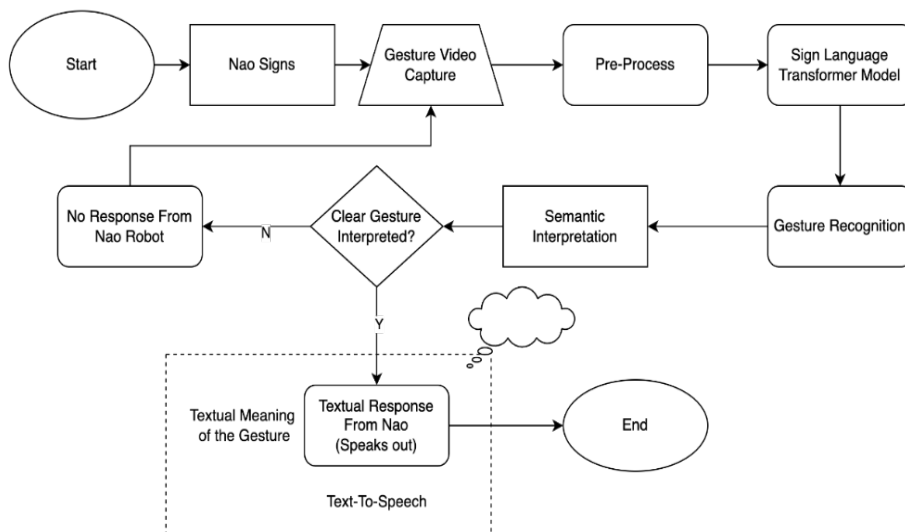 Start
Nao Signs
Gesture Video
Capture
Pre-Process
Sign Language
Transformer Model
No Response From
Nao Robot
N
Clear Gesture
Interpreted?
Semantic
Interpretation
Gesture Recognition
Y
Textual Meaning
of the Gesture
Textual Response
From Nao
(Speaks out)
End
Text-To-Speech